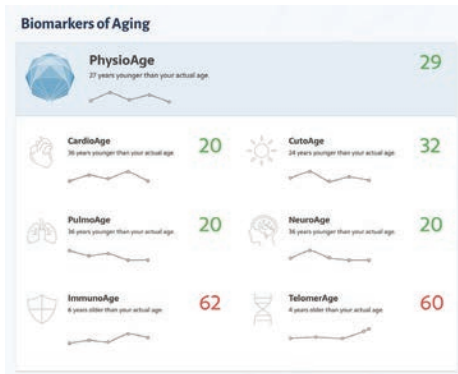 Biomarkers of Aging
PhysioAge
27 years younger than your actual age.
29
CardioAge
36 years younger than your actual age.
20
CutoAge
24 years younger than your actual age.
32
PulmoAge
36 years younger than your actual age.
20
NeuroAge
36 years younger than your actual age.
20
ImmunoAge
6 years older than your actual age.
62
TelomerAge
4 years older than your actual age.
60